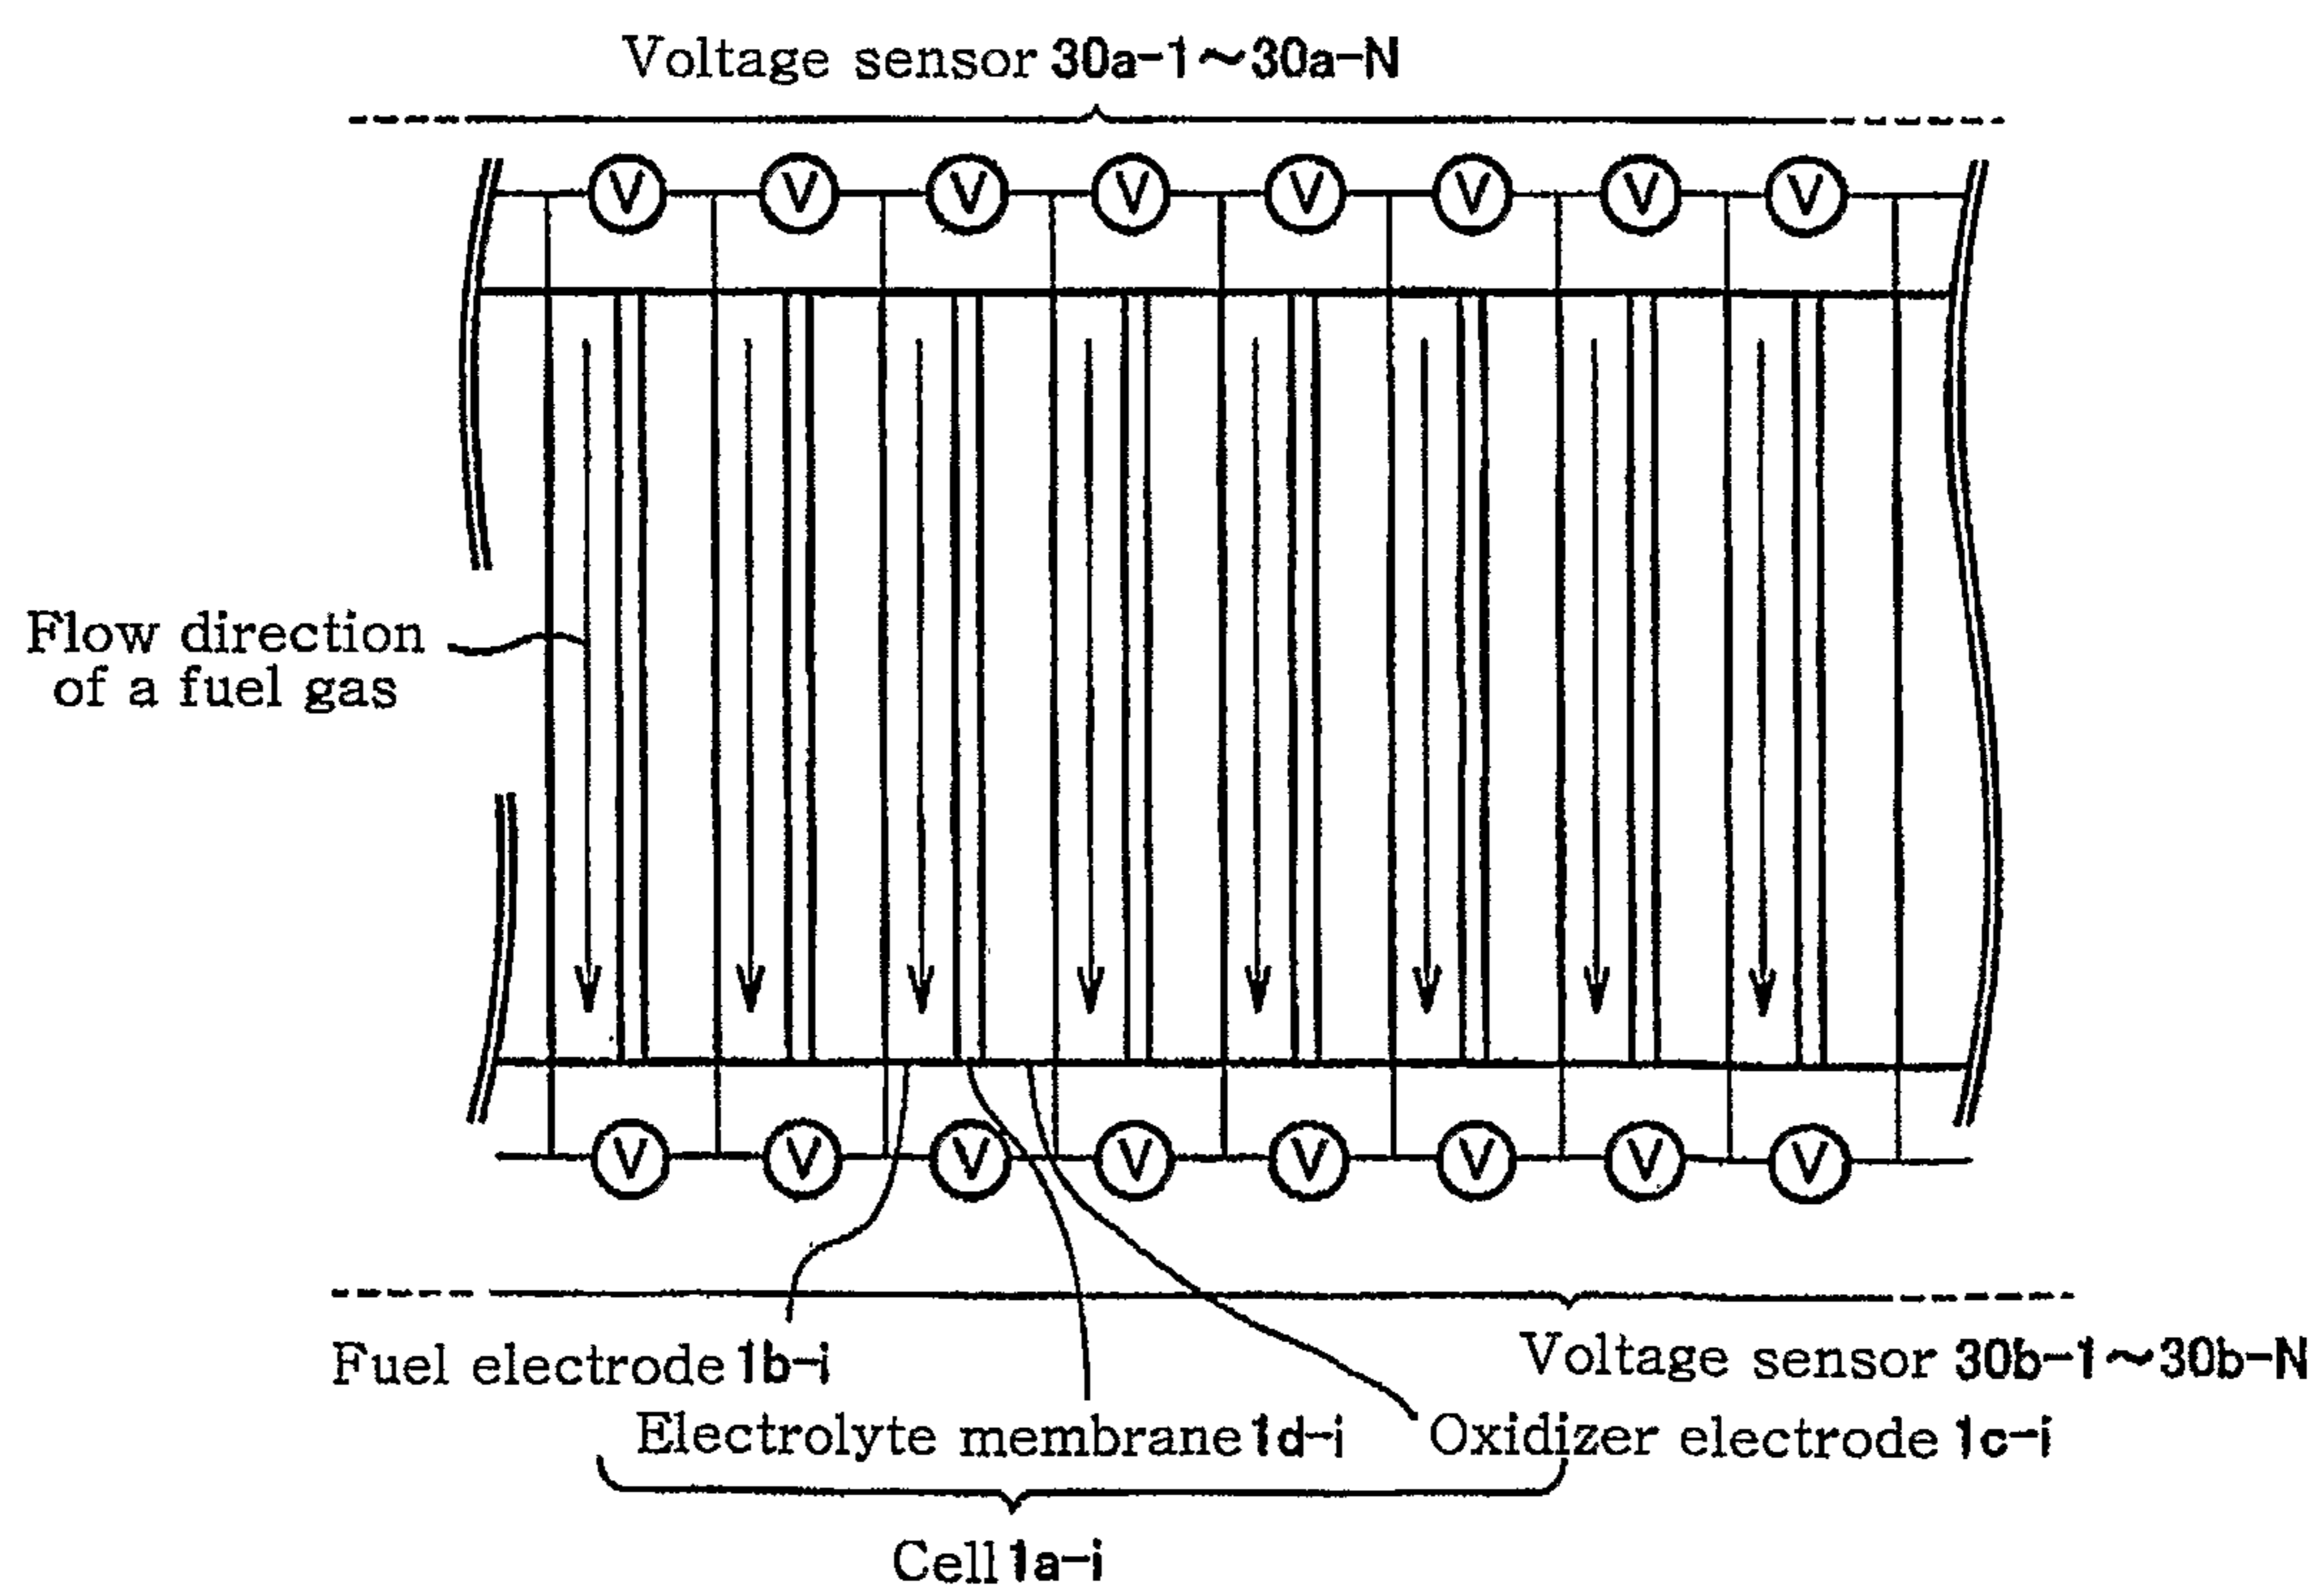 Voltage sensor 30a-1～30a-N
V V V V V V V V
Flow direction
of a fuel gas
V V V V V V V V
Fuel electrode 1b-i
Voltage sensor 30b-1～30b-N
Electrolyte membrane 1d-i
Oxidizer electrode 1c-i
Cell 1a-i